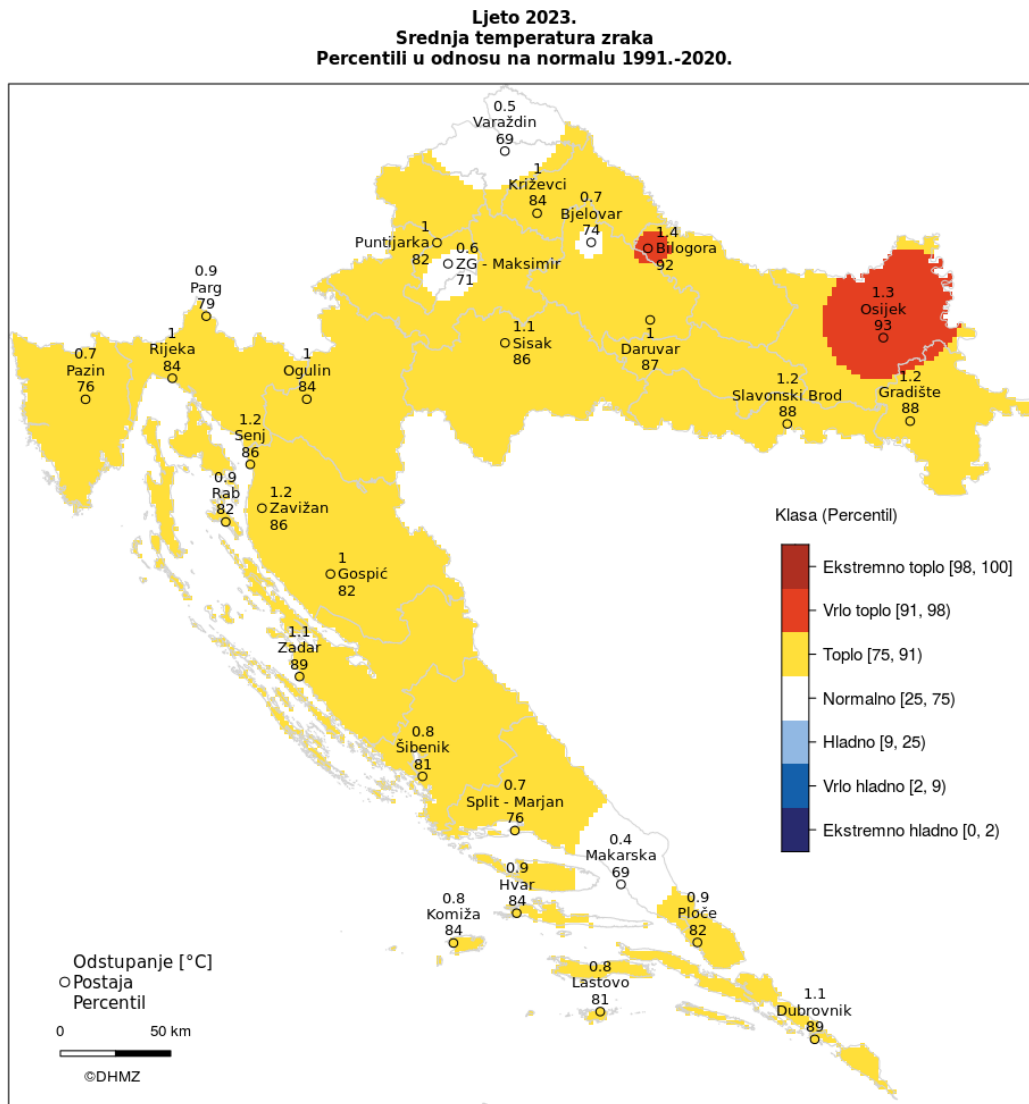 Ljeto 2023.
Srednja temperatura zraka
Percentili u odnosu na normalu 1991.-2020.
0.5
Varaždin
69
1
Križevci
84
0.7
Bjelovar
74
1
Puntijarka
82
0.6
ZG - Maksimir
71
1.4
Bilogora
92
0.9
Parg
79
1.3
Osijek
93
0.7
Pazin
76
1
Rijeka
84
1
Ogulin
84
1.1
Sisak
86
1
Daruvar
87
1.2
Slavonski Brod
88
1.2
Gradište
88
1.2
Senj
86
0.9
Rab
82
1.2
Zavižan
86
1
Gospić
82
1.1
Zadar
89
0.8
Šibenik
81
0.7
Split - Marjan
76
0.4
Makarska
69
0.9
Hvar
84
0.8
Komiža
84
0.9
Ploče
82
0.8
Lastovo
81
1.1
Dubrovnik
89
Klasa (Percentil)
Ekstremno toplo [98, 100]
Vrlo toplo [91, 98)
Toplo [75, 91)
Normalno [25, 75)
Hladno [9, 25)
Vrlo hladno [2, 9)
Ekstremno hladno [0, 2)
Odstupanje [°C]
Postaja
Percentil
0 50 km
©DHMZ